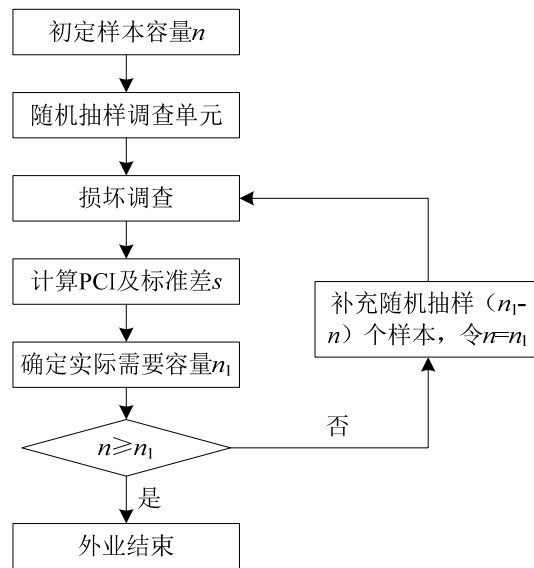 初定样本容量n
随机抽样调查单元
损坏调查
计算PCI及标准差s
确定实际需要容量n₁
n≥n₁
是
外业结束
否
补充随机抽样（n₁-
n）个样本，令n=n₁